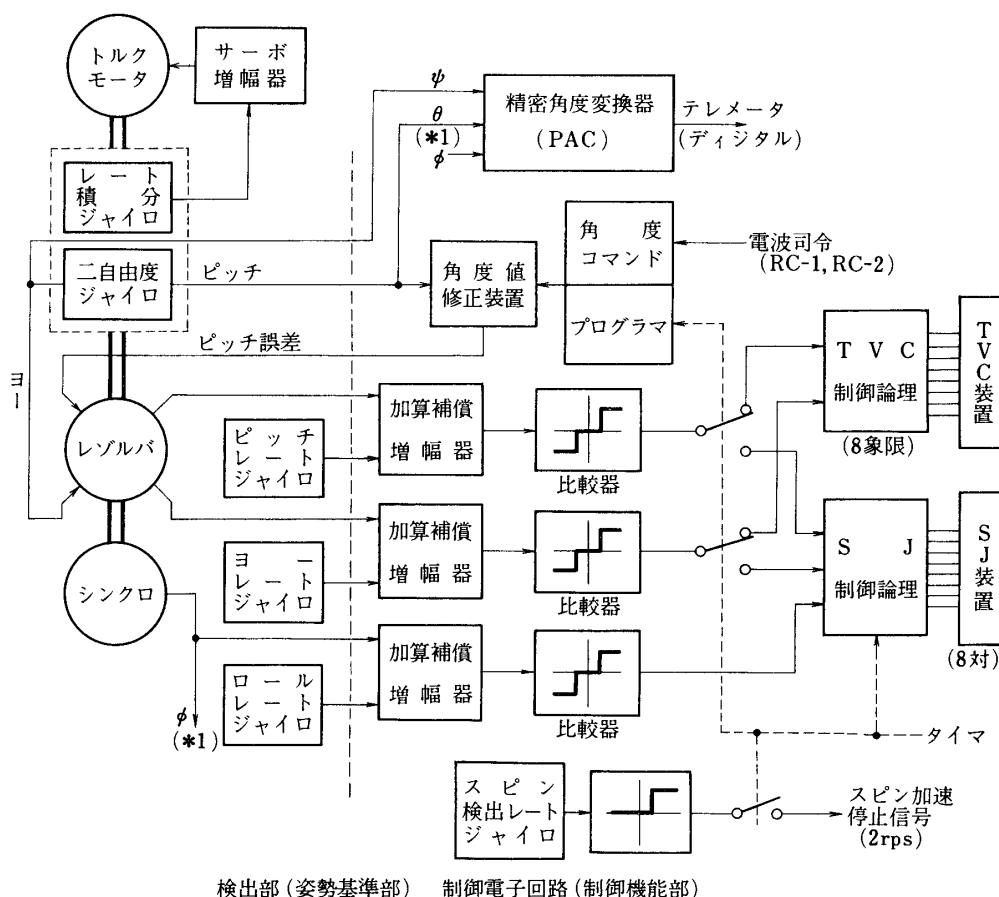 トルク
モータ
サーボ
増幅器
レート
積分
ジャイロ
二自由度
ジャイロ
ピッチ
ヨー
ピッチ誤差
ψ
θ
(*1)
φ
精密角度変換器
(PAC)
テレメータ
(ディジタル)
角度値
修正装置
角度
コマンド
プログラマ
電波司令
(RC-1, RC-2)
レゾルバ
シンクロ
φ
(*1)
ピッチ
レート
ジャイロ
加算補償
増幅器
比較器
ヨー
レート
ジャイロ
加算補償
増幅器
比較器
ロール
レート
ジャイロ
加算補償
増幅器
比較器
TVC
制御論理
(8象限)
TVC装置
SJ
制御論理
SJ装置
(8対)
タイマ
スピン
検出レート
ジャイロ
スピン加速
停止信号
(2rps)
検出部(姿勢基準部) 制御電子回路(制御機能部)